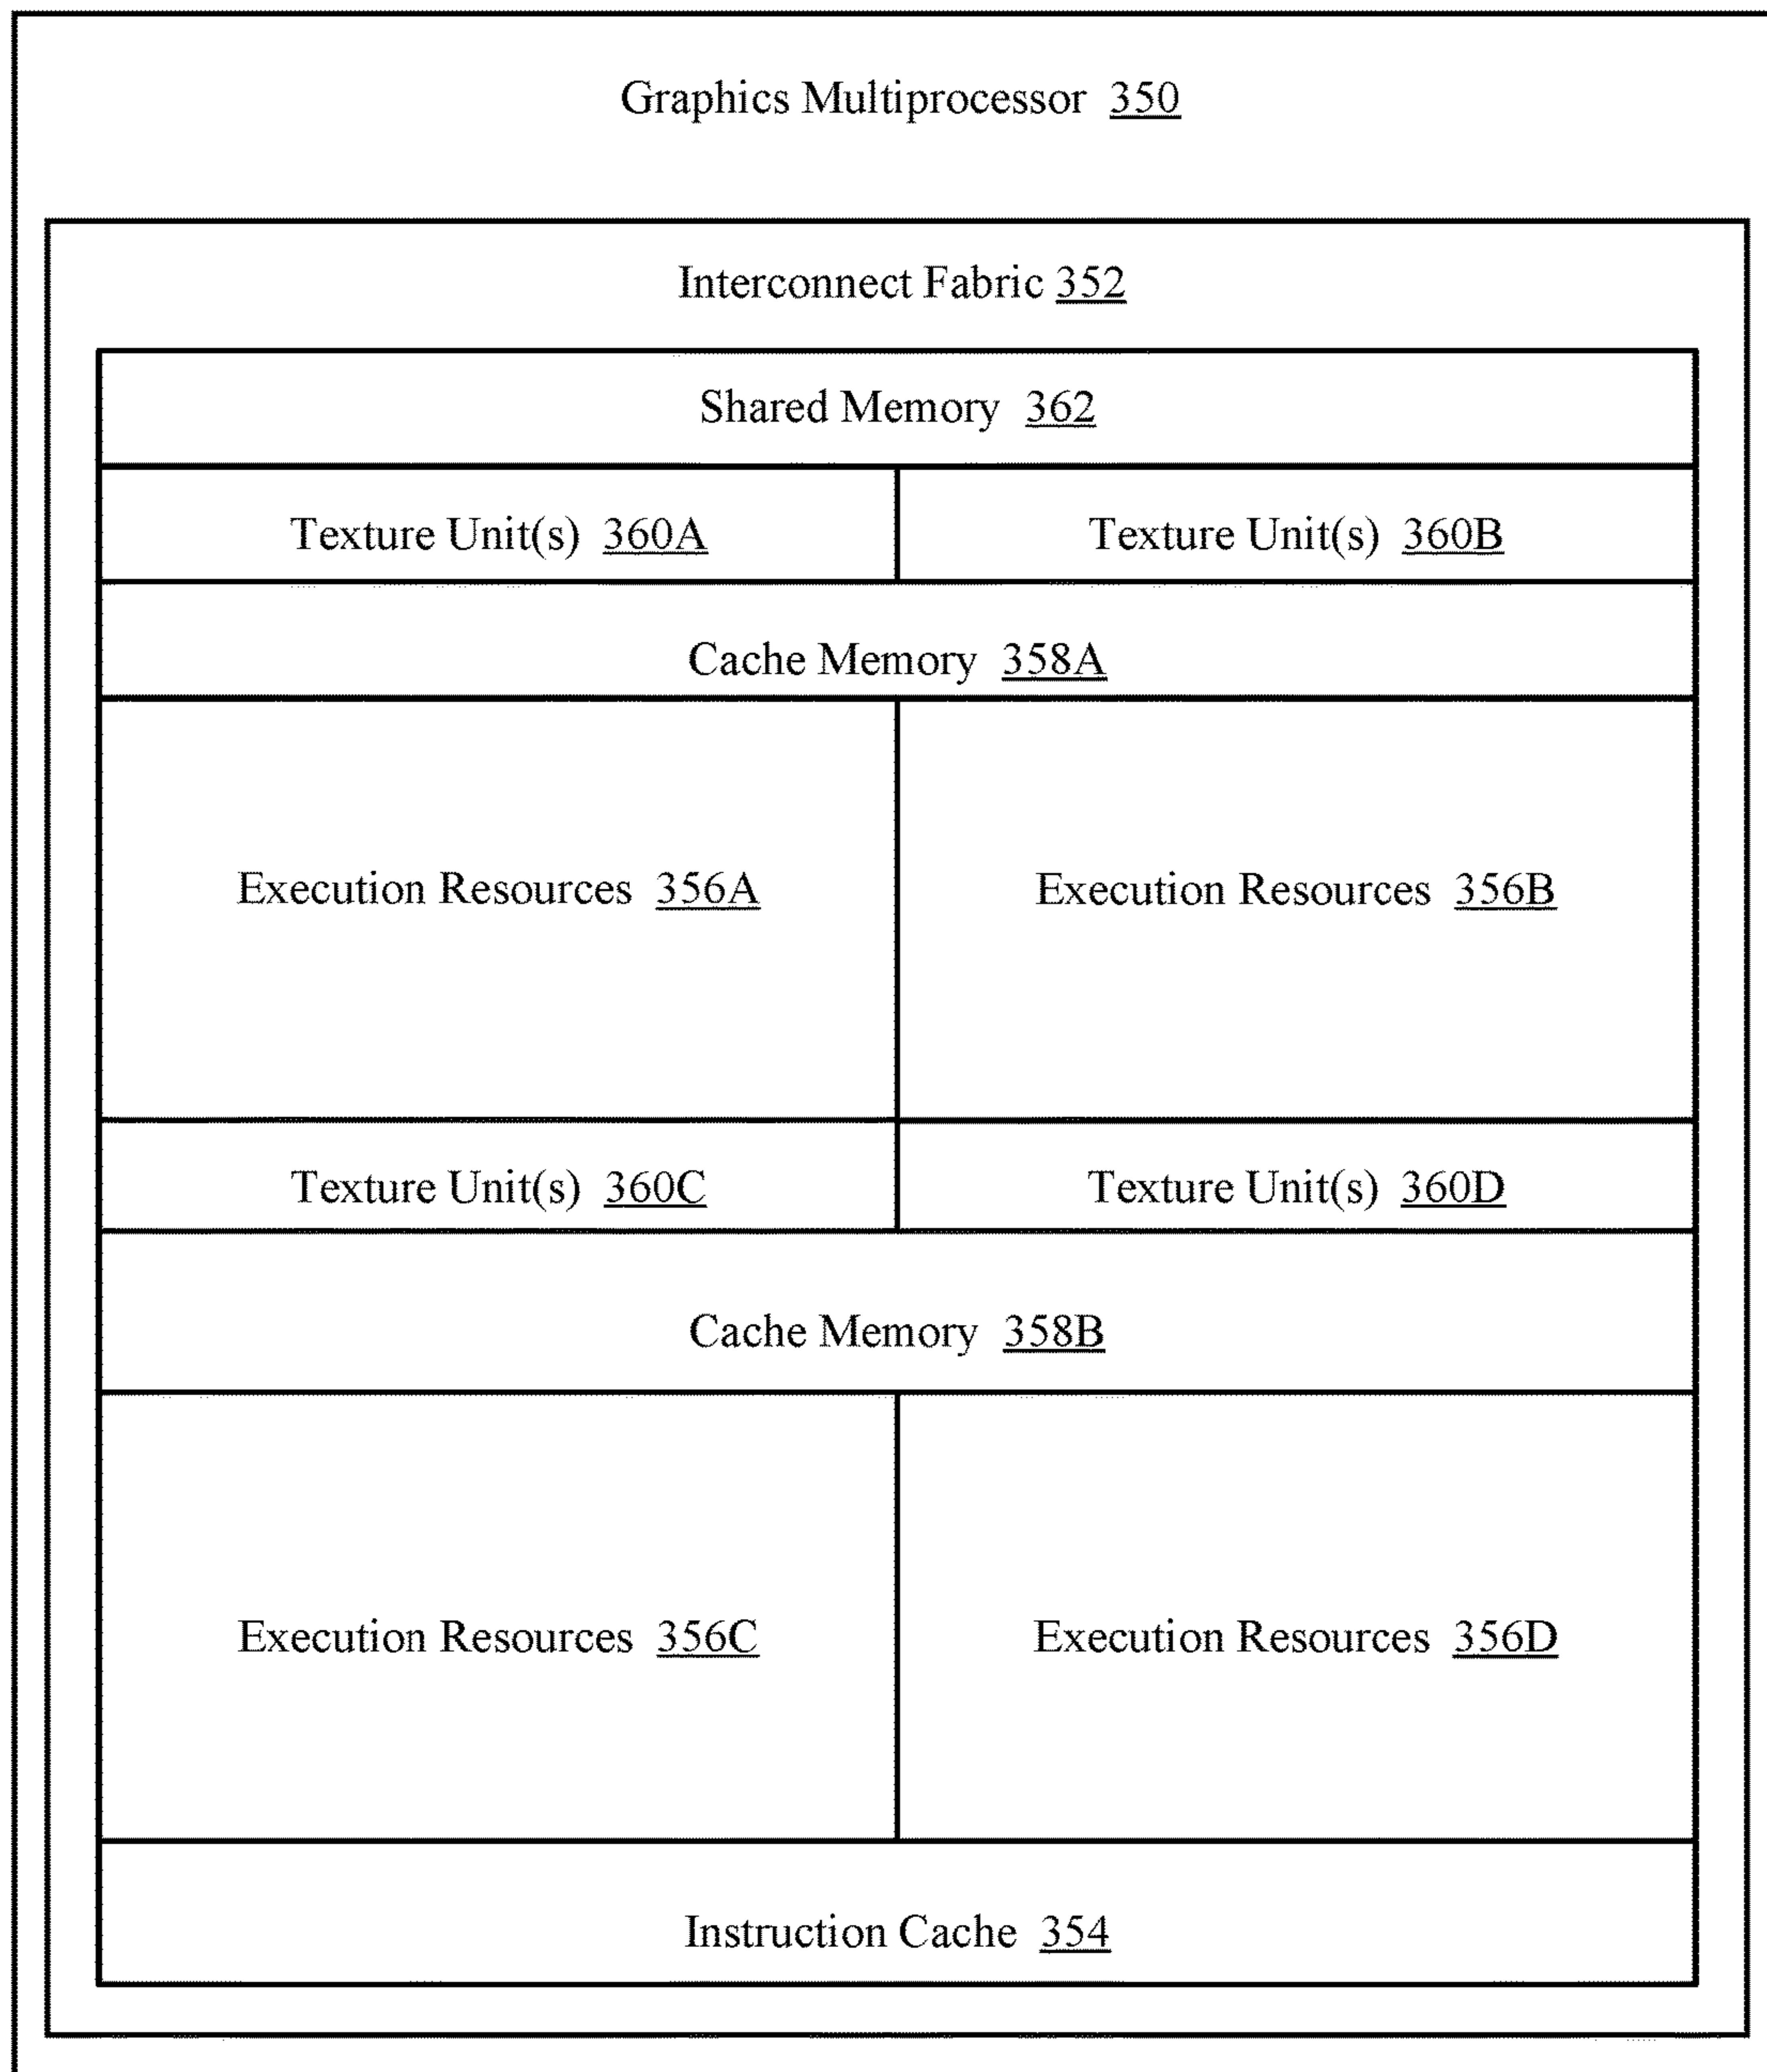 Graphics Multiprocessor 350
Interconnect Fabric 352
Shared Memory 362
Texture Unit(s) 360A
Texture Unit(s) 360B
Cache Memory 358A
Execution Resources 356A
Execution Resources 356B
Texture Unit(s) 360C
Texture Unit(s) 360D
Cache Memory 358B
Execution Resources 356C
Execution Resources 356D
Instruction Cache 354